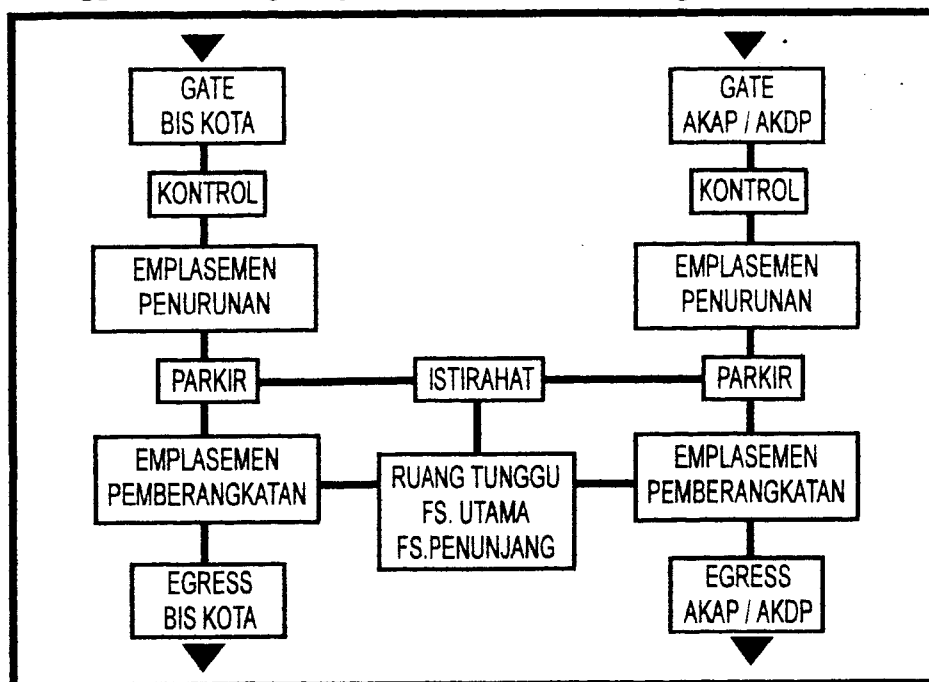 GATE
BIS KOTA
GATE
AKAP / AKDP
KONTROL
KONTROL
EMPLASEMEN
PENURUNAN
EMPLASEMEN
PENURUNAN
PARKIR
ISTIRAHAT
PARKIR
EMPLASEMEN
PEMBERANGKATAN
RUANG TUNGGU
FS. UTAMA
FS.PENUNJANG
EMPLASEMEN
PEMBERANGKATAN
EGRESS
BIS KOTA
EGRESS
AKAP / AKDP